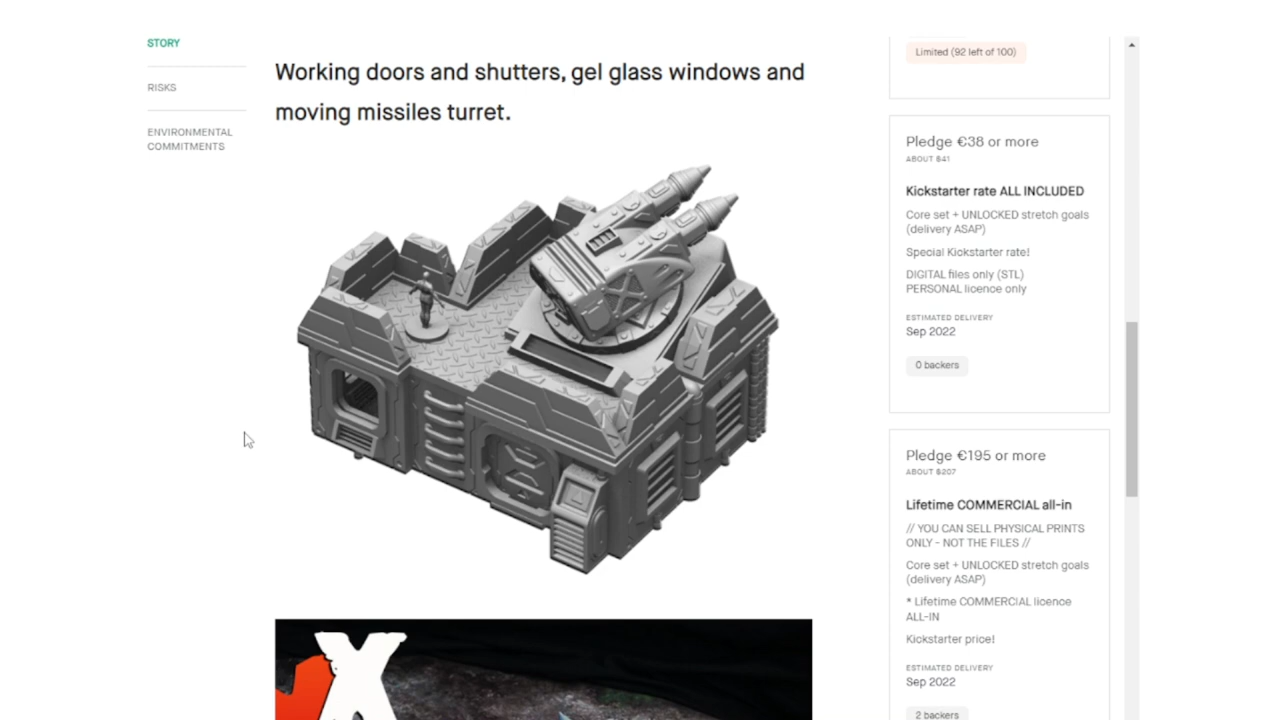 STORY
RISKS
ENVIRONMENTAL
COMMITMENTS
Working doors and shutters, gel glass windows and
moving missiles turret.
X
Limited (92 left of 100)
Pledge €38 or more
ABOUT $41
Kickstarter rate ALL INCLUDED
Core set + UNLOCKED stretch goals
(delivery ASAP)
Special Kickstarter rate!
DIGITAL files only (STL)
PERSONAL licence only
ESTIMATED DELIVERY
Sep 2022
0 backers
Pledge €195 or more
ABOUT $207
Lifetime COMMERCIAL all-in
// YOU CAN SELL PHYSICAL PRINTS
ONLY - NOT THE FILES //
Core set + UNLOCKED stretch goals
(delivery ASAP)
* Lifetime COMMERCIAL licence
ALL-IN
Kickstarter price!
ESTIMATED DELIVERY
Sep 2022
2 backers